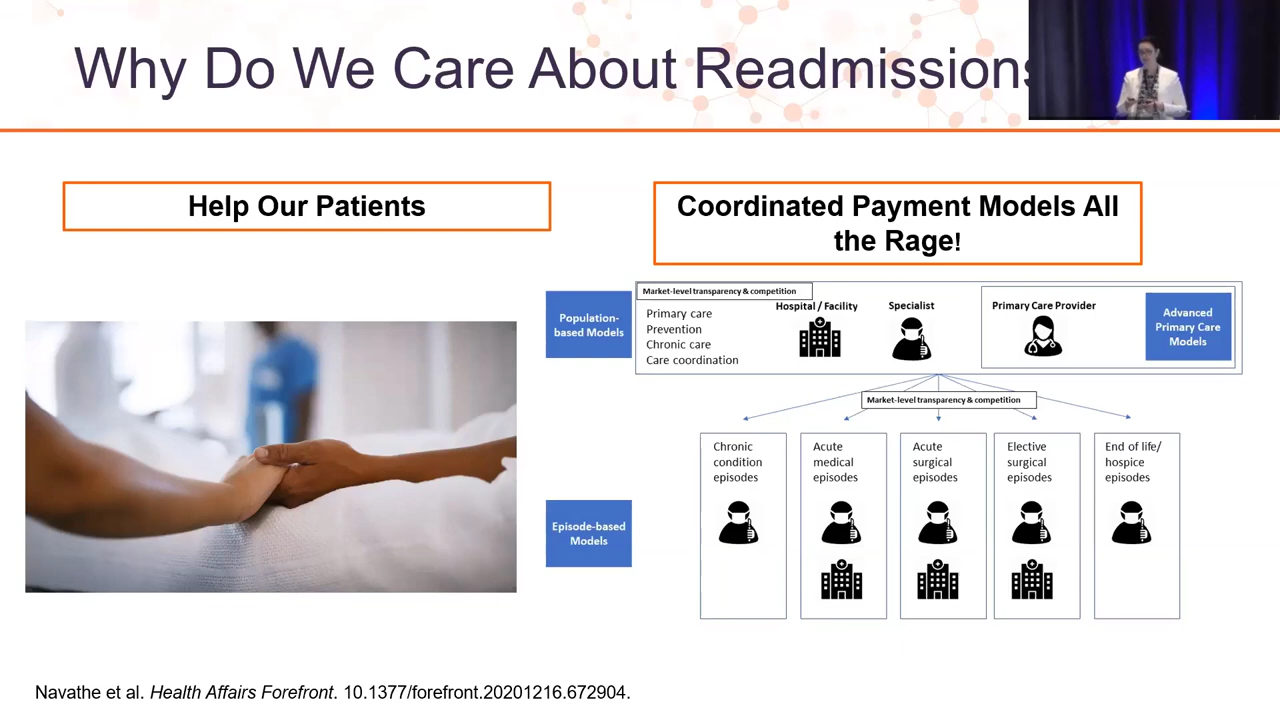 Why Do We Care About Readmissions
Help Our Patients
Coordinated Payment Models All
the Rage!
Market-level transparency & competition
Population-
based Models
Primary care
Prevention
Chronic care
Care coordination
Hospital / Facility
Specialist
Primary Care Provider
Advanced
Primary Care
Models
Market-level transparency & competition
Chronic
condition
episodes
Acute
medical
episodes
Acute
surgical
episodes
Elective
surgical
episodes
End of life/
hospice
episodes
Episode-based
Models
Navathe et al. Health Affairs Forefront. 10.1377/forefront.20201216.672904.